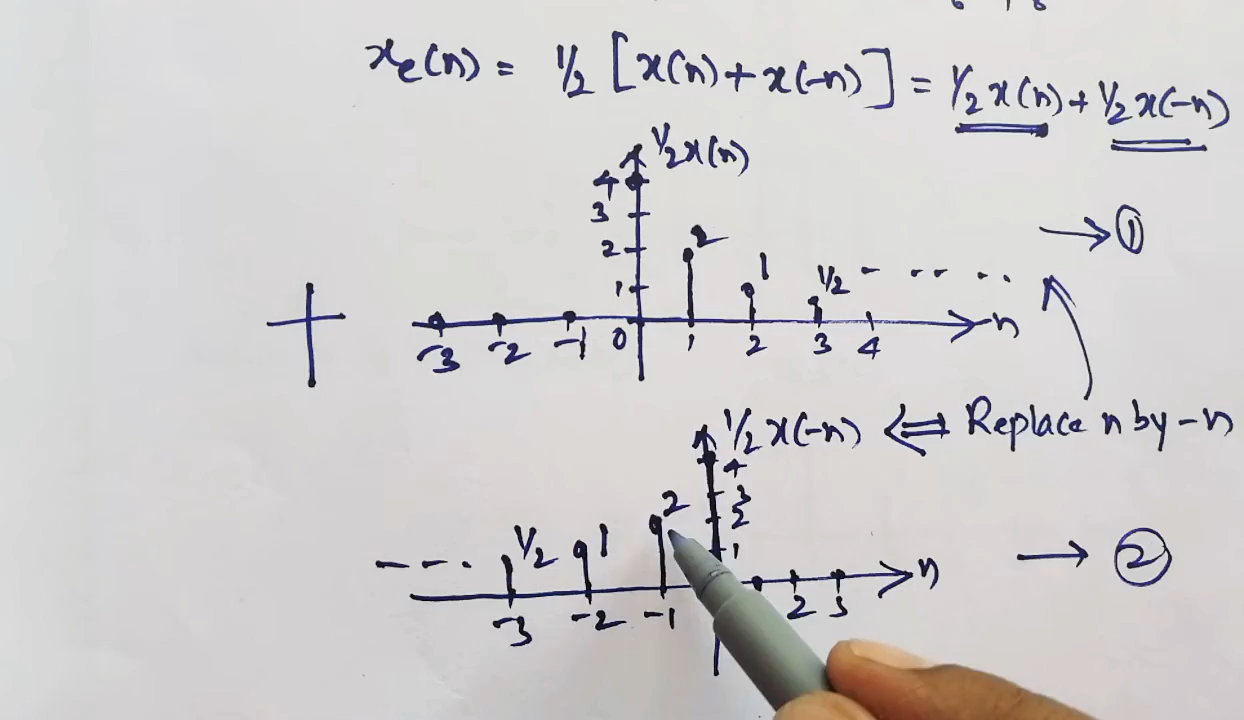 xe(n) = 1/2 [x(n) + x(-n)] = 1/2 x(n) + 1/2 x(-n)
1/2 x(n)
4
3
2
1
2 1 1/2 - -- - -
→ ①
-3 -2 -1 0 1 2 3 4 n
1/2 x(-n) ⇔ Replace n by -n
4
3
2
1
--- . 1/2 1 2
→ ②
-3 -2 -1 2 3 n